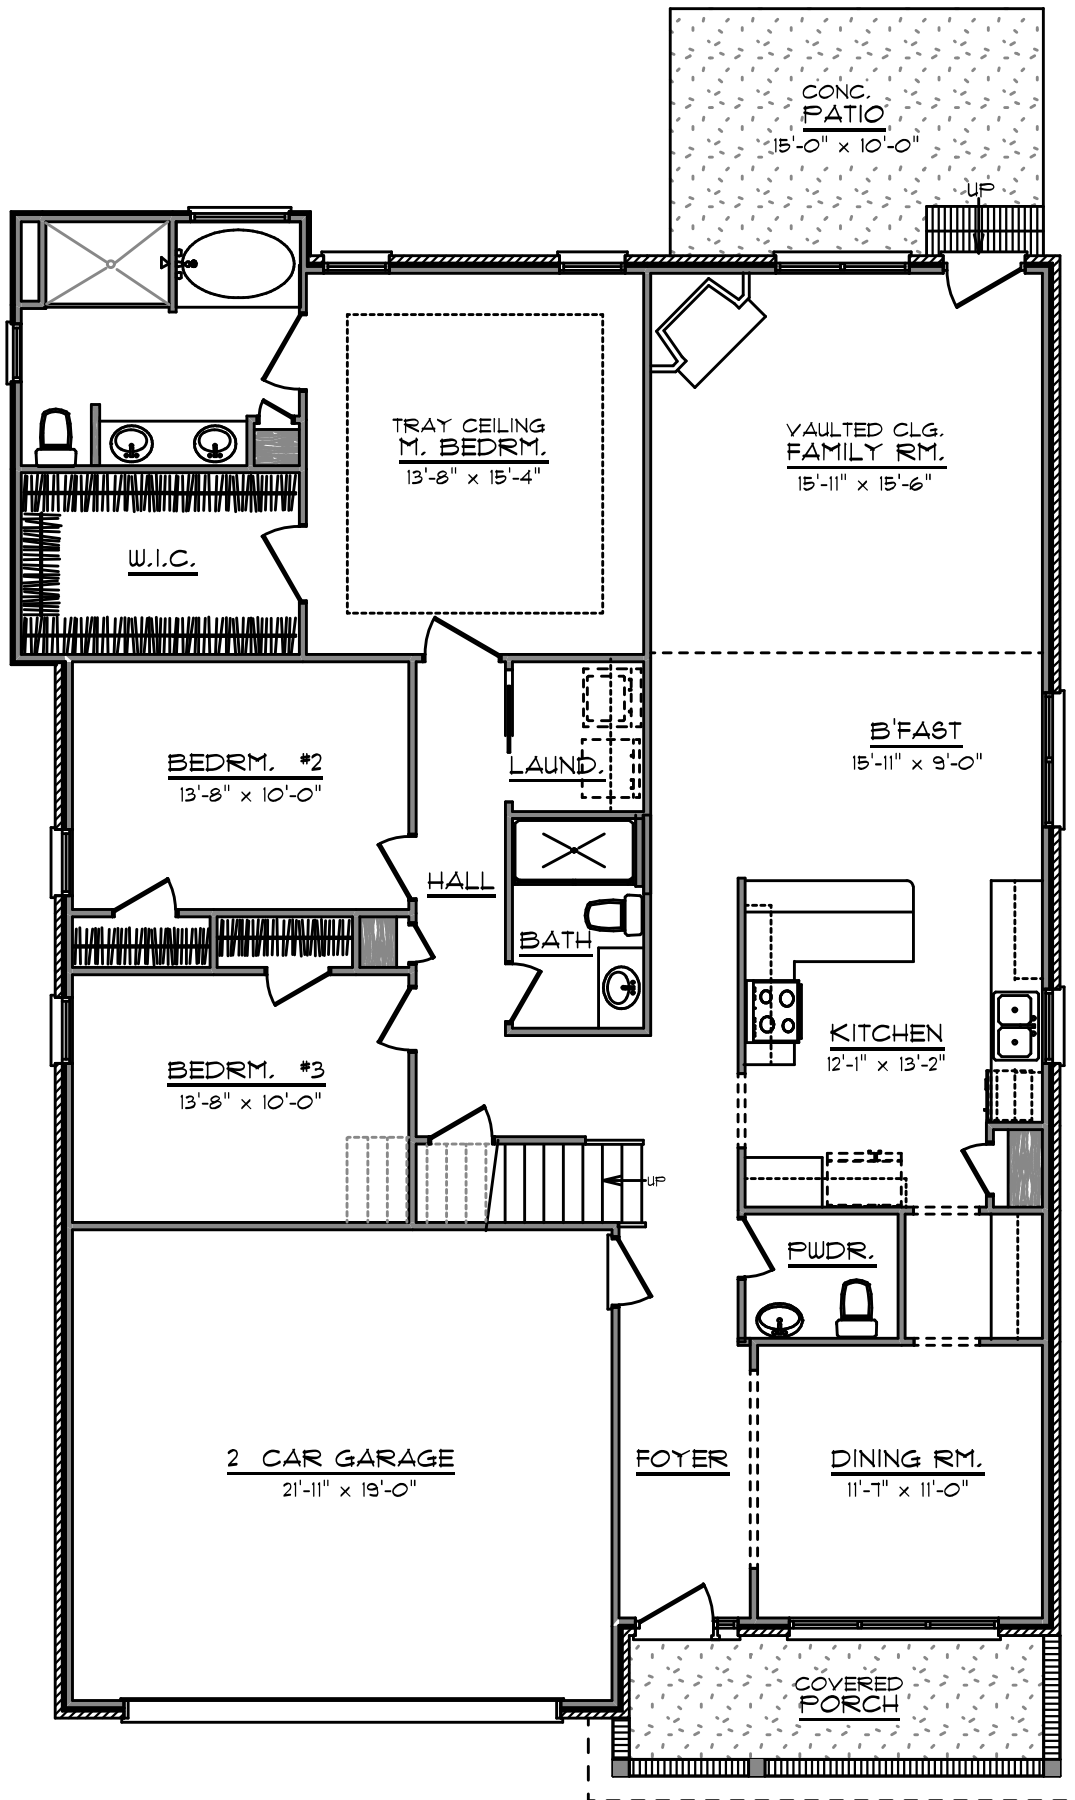 CONC.
PATIO
15'-0" x 10'-0"
UP
TRAY CEILING
M. BEDRM.
13'-8" x 15'-4"
VAULTED CLG.
FAMILY RM.
15'-11" x 15'-6"
W.I.C.
B'FAST
15'-11" x 9'-0"
BEDRM. #2
13'-8" x 10'-0"
LAUND.
HALL
BATH
KITCHEN
12'-1" x 13'-2"
BEDRM. #3
13'-8" x 10'-0"
UP
PWDR.
2 CAR GARAGE
21'-11" x 19'-0"
FOYER
DINING RM.
11'-7" x 11'-0"
COVERED
PORCH